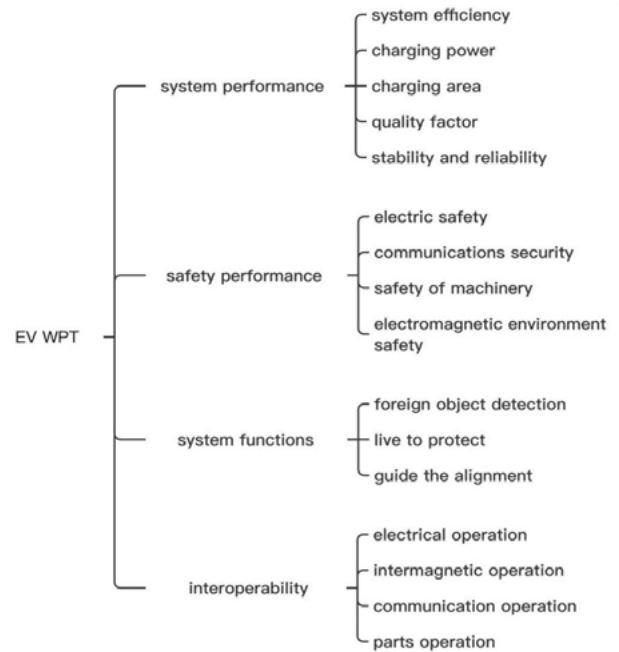 system efficiency
charging power
system performance
charging area
quality factor
stability and reliability
electric safety
communications security
safety performance
safety of machinery
electromagnetic environment
safety
EV WPT
foreign object detection
system functions
live to protect
guide the alignment
electrical operation
intermagnetic operation
interoperability
communication operation
parts operation